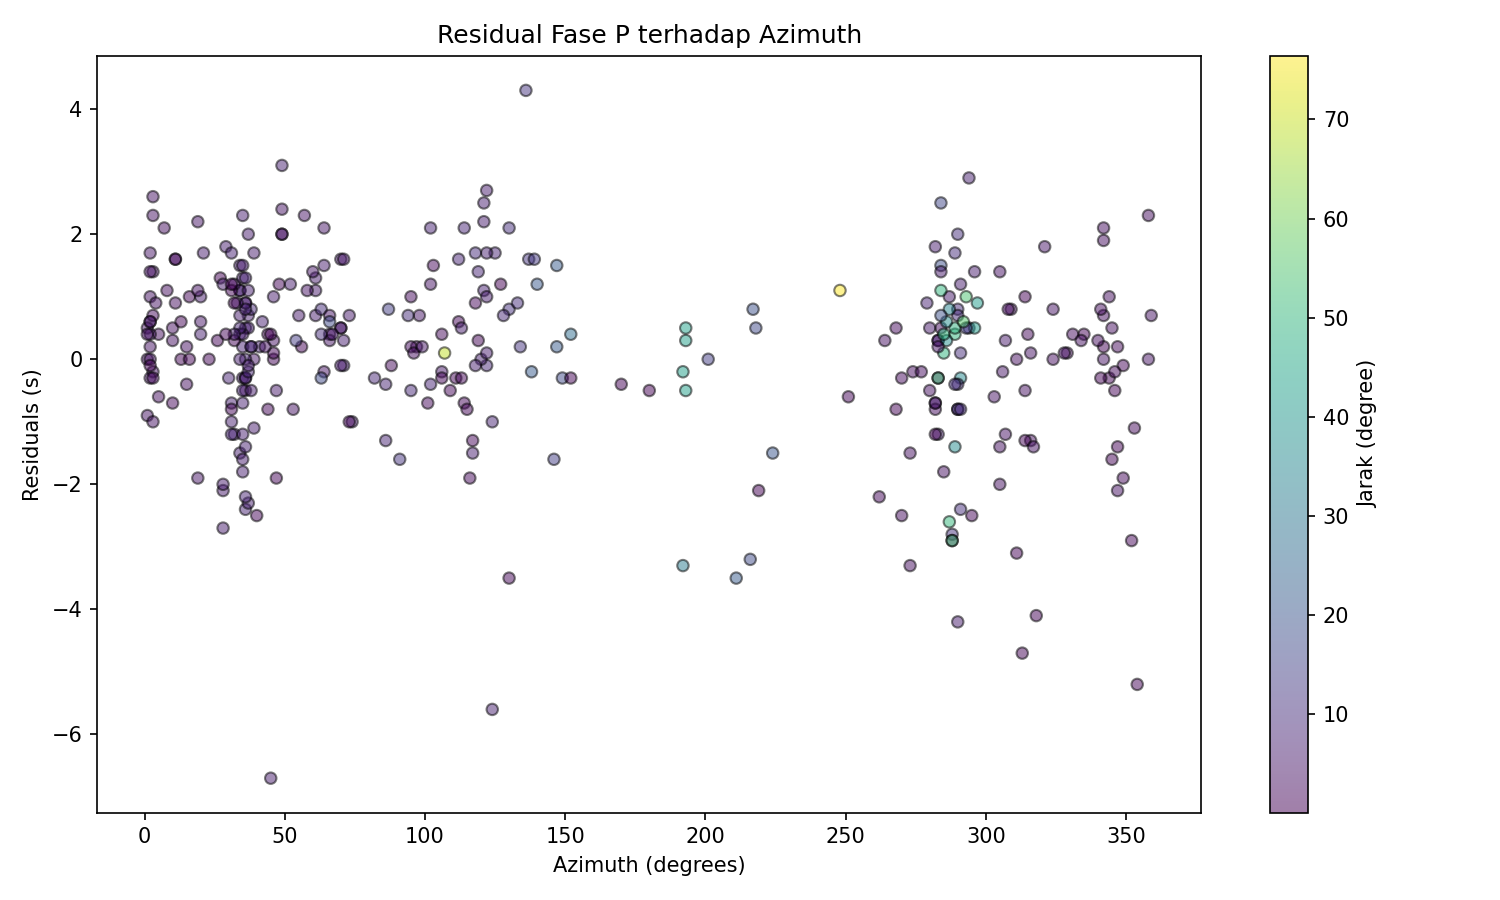 Residual Fase P terhadap Azimuth
4
2
0
−2
−4
−6
Residuals (s)
0 50 100 150 200 250 300 350
Azimuth (degrees)
70
60
50
40
30
20
10
Jarak (degree)